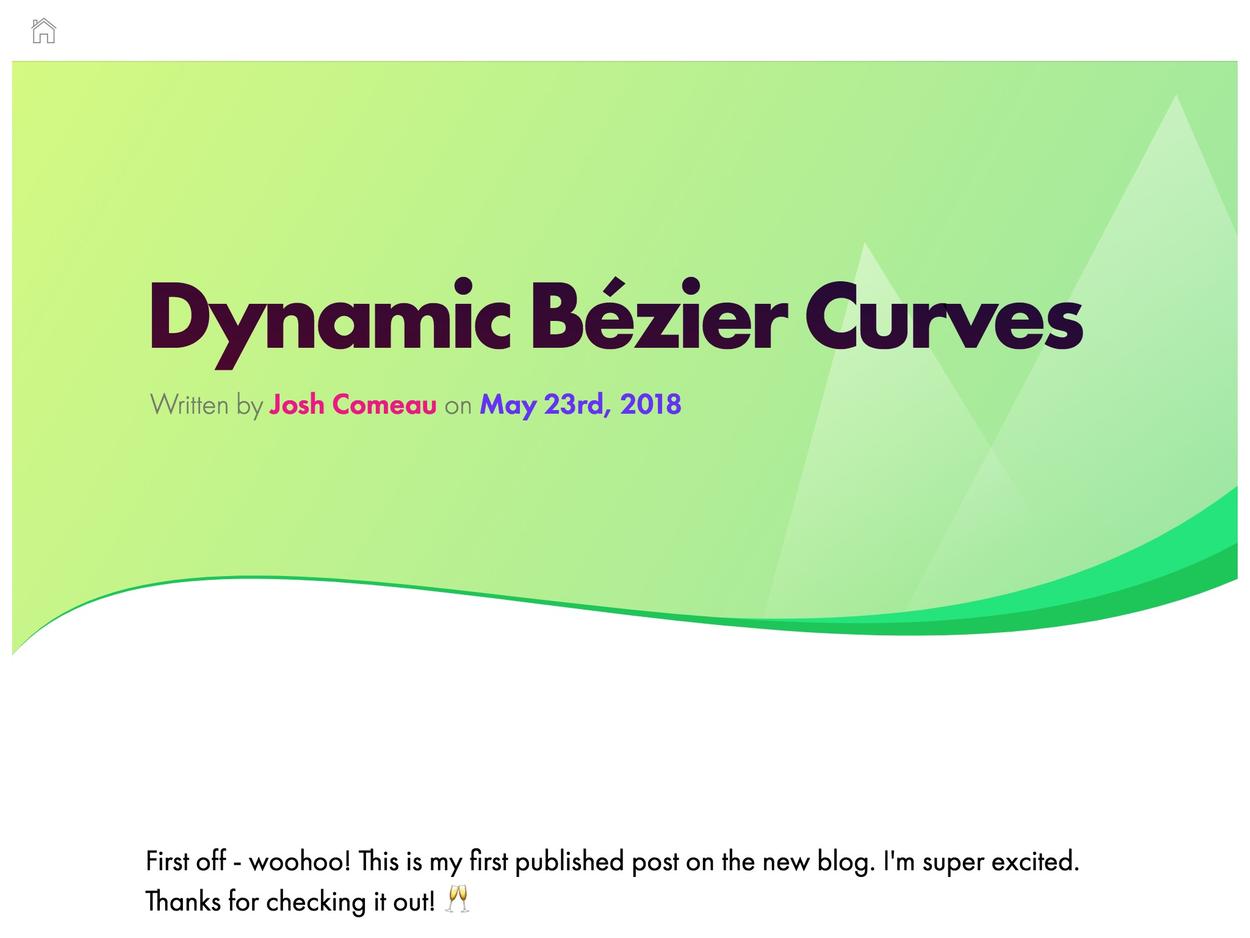 Dynamic Bézier Curves
Written by Josh Comeau on May 23rd, 2018
First off - woohoo! This is my first published post on the new blog. I'm super excited.
Thanks for checking it out! 🥂